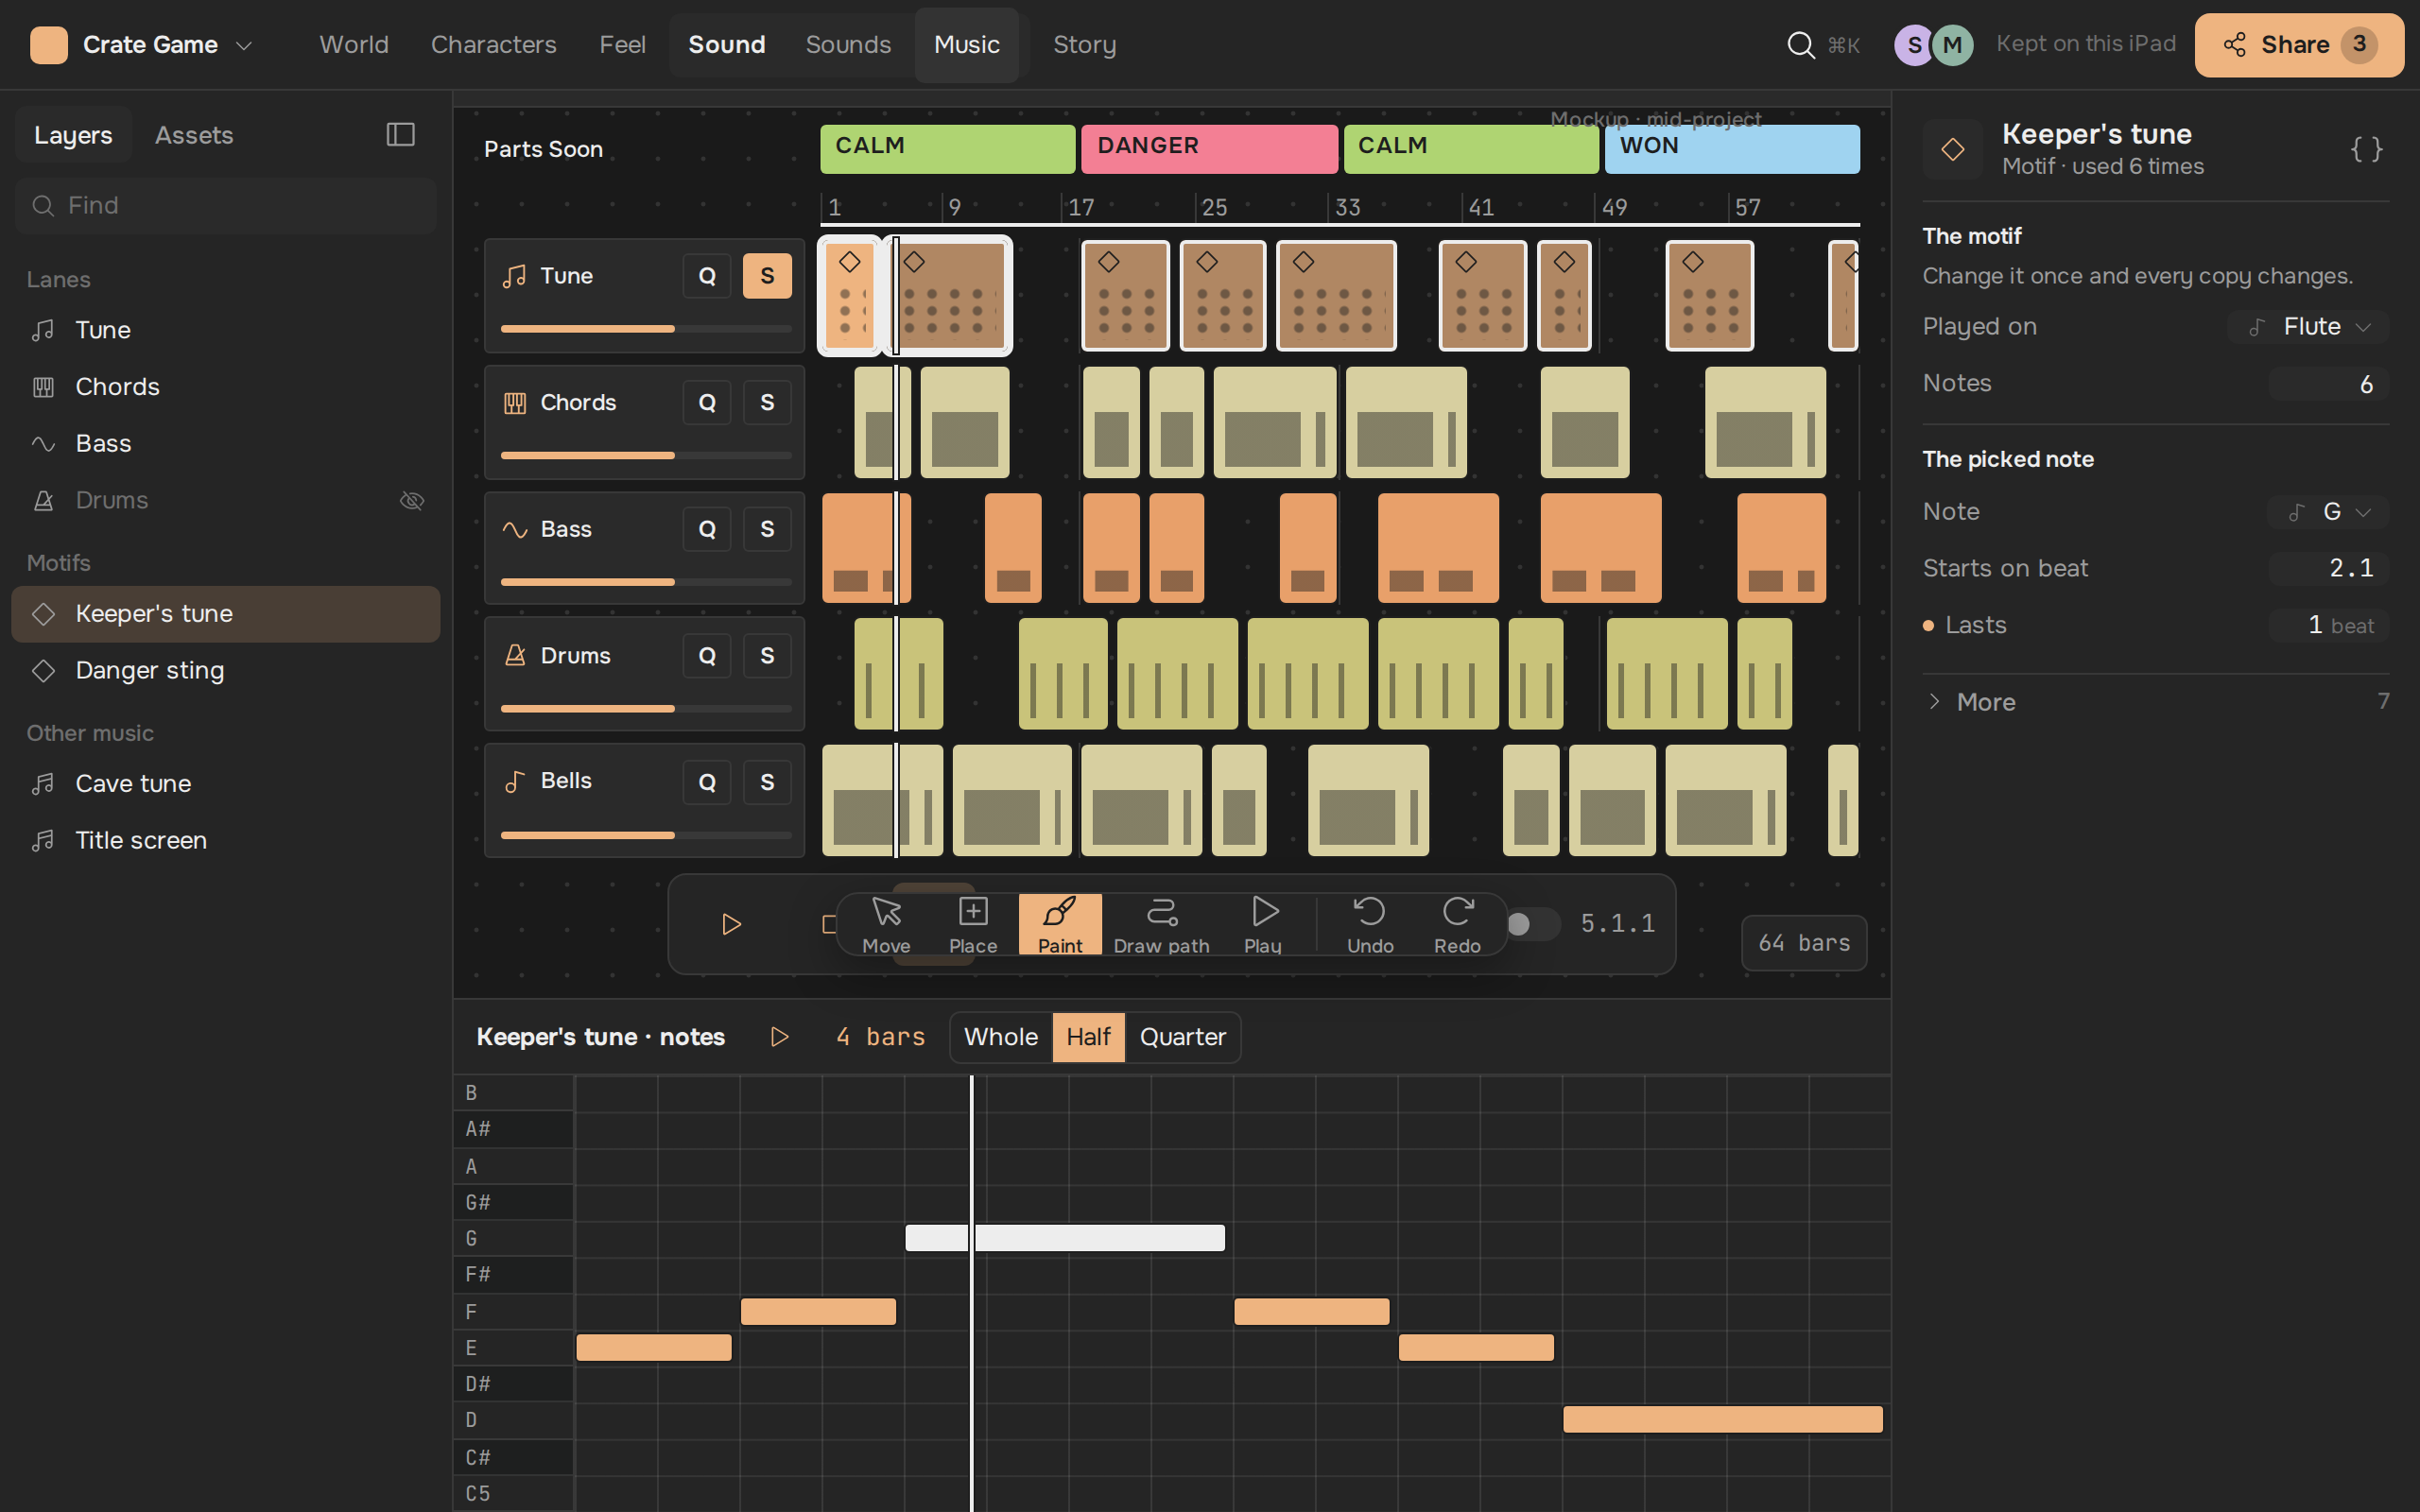 Crate Game World Characters Feel Sound Sounds Music Story ⌘K S M Kept on this iPad Share 3
Layers Assets
Find
Lanes
Tune
Chords
Bass
Drums
Motifs
Keeper's tune
Danger sting
Other music
Cave tune
Title screen
Mockup · mid-project
Parts Soon CALM DANGER CALM WON
1 9 17 25 33 41 49 57
Tune Q S
Chords Q S
Bass Q S
Drums Q S
Bells Q S
Move Place Paint Draw path Play Undo Redo 5.1.1
64 bars
Keeper's tune · notes 4 bars Whole Half Quarter
B
A#
A
G#
G
F#
F
E
D#
D
C#
C5
Keeper's tune
Motif · used 6 times
{ }
The motif
Change it once and every copy changes.
Played on Flute
Notes 6
The picked note
Note G
Starts on beat 2.1
Lasts 1 beat
More 7